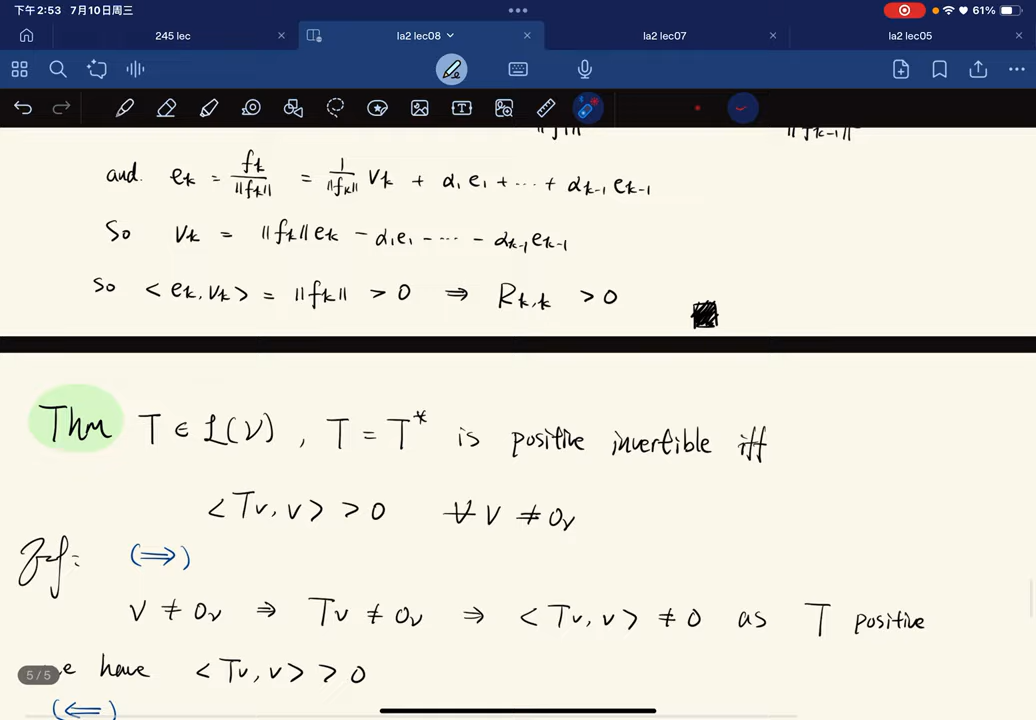 下午2:53 7月10日周三
61%
245 lec
la2 lec08
la2 lec07
la2 lec05
and. eₖ = fₖ / ||fₖ|| = 1/||fₖ|| vₖ + α₁e₁ + ... + αₖ₋₁ eₖ₋₁
So vₖ = ||fₖ||eₖ - α₁e₁ - ... - αₖ₋₁eₖ₋₁
So <eₖ, vₖ> = ||fₖ|| > 0 ⇒ Rₖ,ₖ > 0
Thm T ∈ ℒ(V), T = T* is positive invertible iff
<Tv, v> > 0 ∀ v ≠ 0ᵥ
Prf:
(⇒)
v ≠ 0ᵥ ⇒ Tv ≠ 0ᵥ ⇒ <Tv, v> ≠ 0 as T positive
5/5
e have <Tv, v> > 0
(⇐)